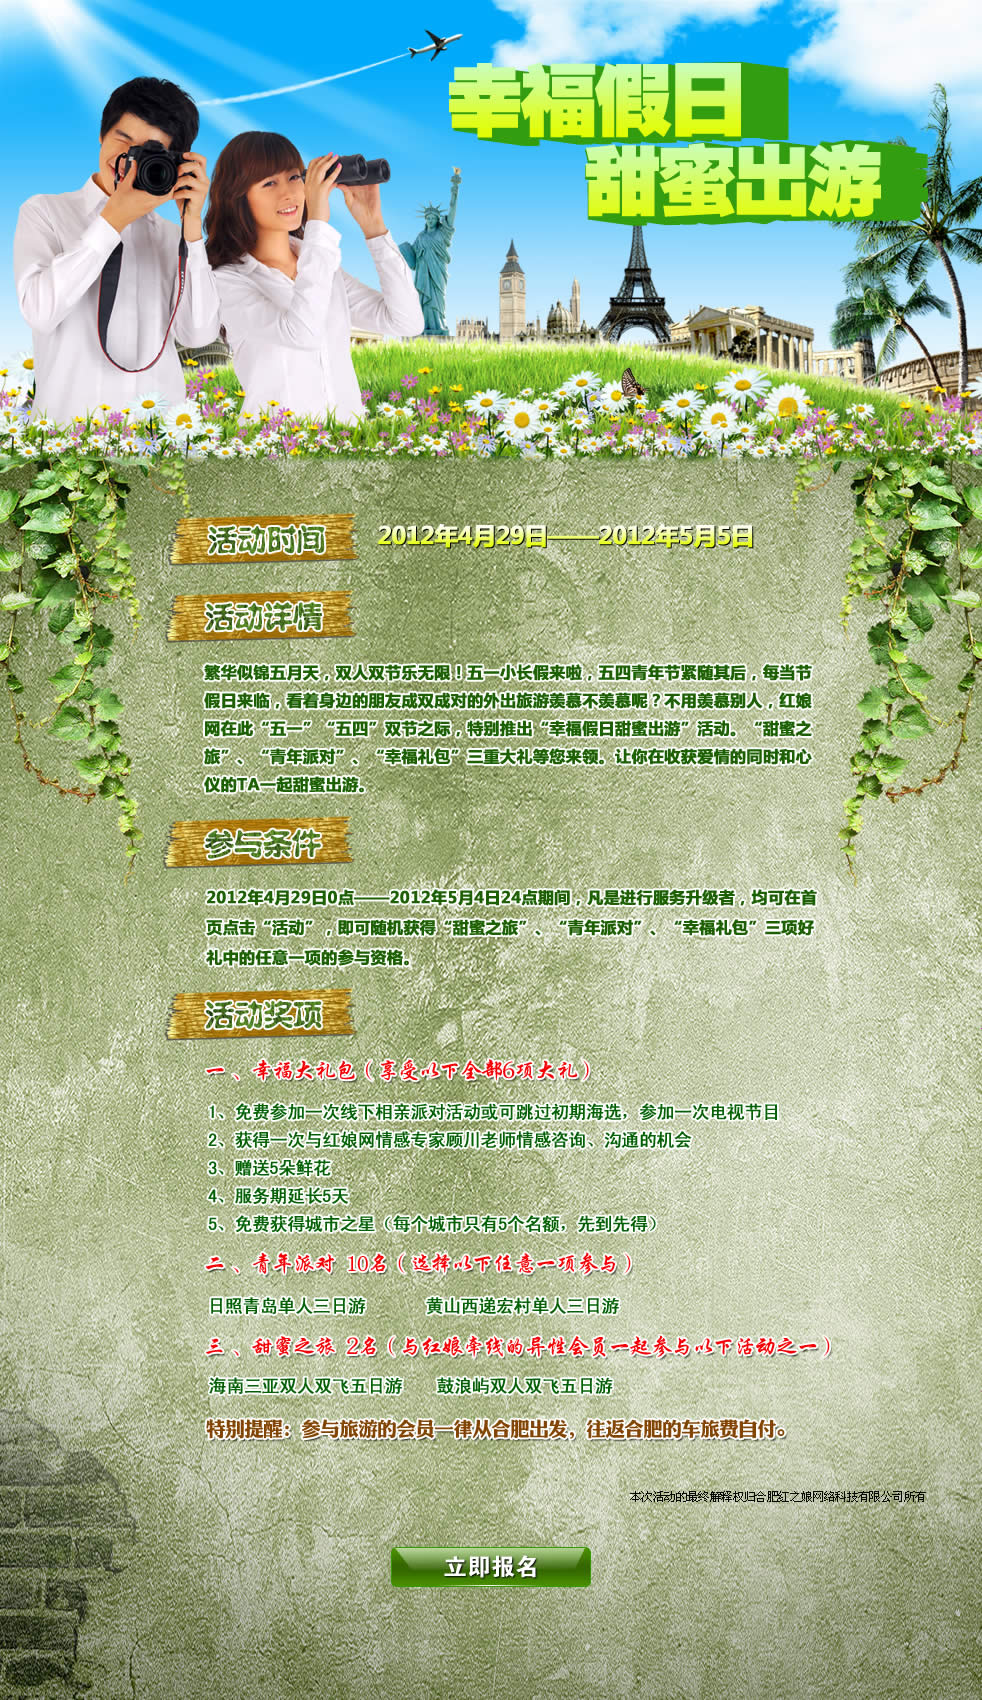 幸福假日
甜蜜出游
活动时间
2012年4月29日——2012年5月5日
活动详情
繁华似锦五月天，双人双节乐无限！五一小长假来啦，五四青年节紧随其后，每当节
假日来临，看着身边的朋友成双成对的外出旅游羡慕不羡慕呢？不用羡慕别人，红娘
网在此“五一”“五四”双节之际，特别推出“幸福假日甜蜜出游”活动。“甜蜜之
旅”、“青年派对”、“幸福礼包”三重大礼等您来领。让你在收获爱情的同时和心
仪的TA一起甜蜜出游。
参与条件
2012年4月29日0点——2012年5月4日24点期间，凡是进行服务升级者，均可在首
页点击“活动”，即可随机获得“甜蜜之旅”、“青年派对”、“幸福礼包”三项好
礼中的任意一项的参与资格。
活动奖项
一、幸福大礼包（享受以下全部6项大礼）
1、免费参加一次线下相亲派对活动或可跳过初期海选，参加一次电视节目
2、获得一次与红娘网情感专家顾川老师情感咨询、沟通的机会
3、赠送5朵鲜花
4、服务期延长5天
5、免费获得城市之星（每个城市只有5个名额，先到先得）
二、青年派对 10名（选择以下任意一项参与）
日照青岛单人三日游 黄山西递宏村单人三日游
三、甜蜜之旅 2名（与红娘牵线的异性会员一起参与以下活动之一）
海南三亚双人双飞五日游 鼓浪屿双人双飞五日游
特别提醒：参与旅游的会员一律从合肥出发，往返合肥的车旅费自付。
本次活动的最终解释权归合肥红之娘网络科技有限公司所有
立即报名